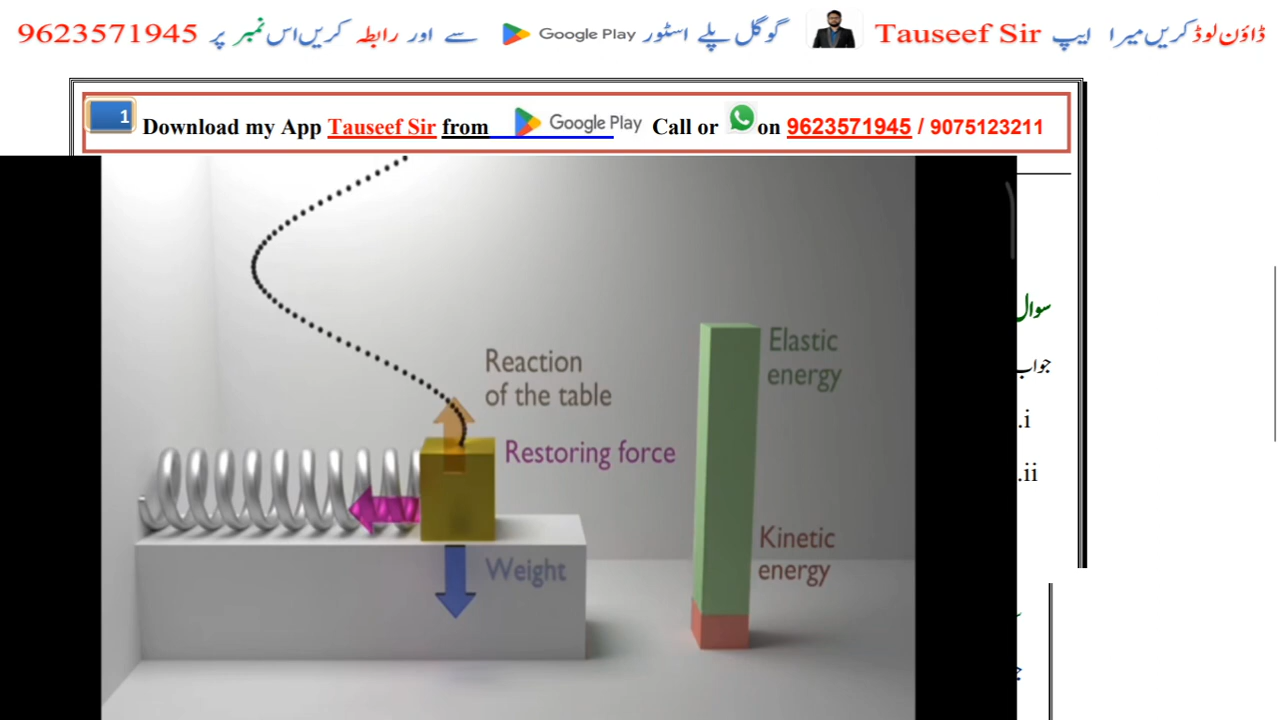 ڈاؤن لوڈ کریں میرا ایپ Tauseef Sir گوگل پلے اسٹور Google Play سے اور رابطہ کریں اس نمبر پر 9623571945
1 Download my App Tauseef Sir from Google Play Call or on 9623571945 / 9075123211
سوال
جواب
.i
.ii
Reaction
of the table
Restoring force
Weight
Elastic
energy
Kinetic
energy